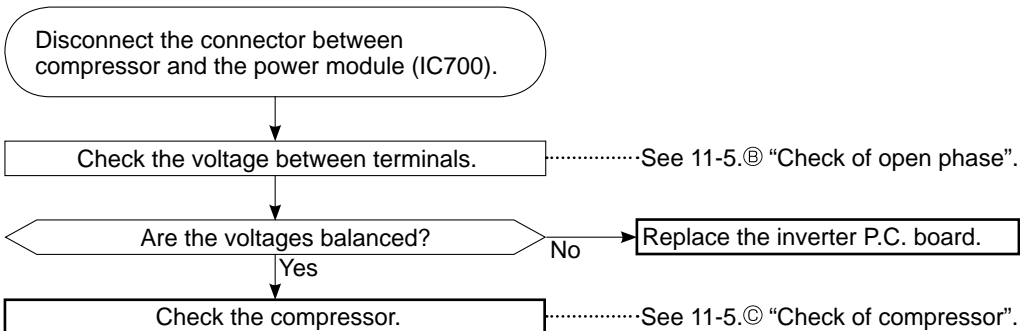 Disconnect the connector between
compressor and the power module (IC700).
Check the voltage between terminals.
See 11-5.Ⓑ “Check of open phase”.
Are the voltages balanced?
No
Replace the inverter P.C. board.
Yes
Check the compressor.
See 11-5.Ⓒ “Check of compressor”.